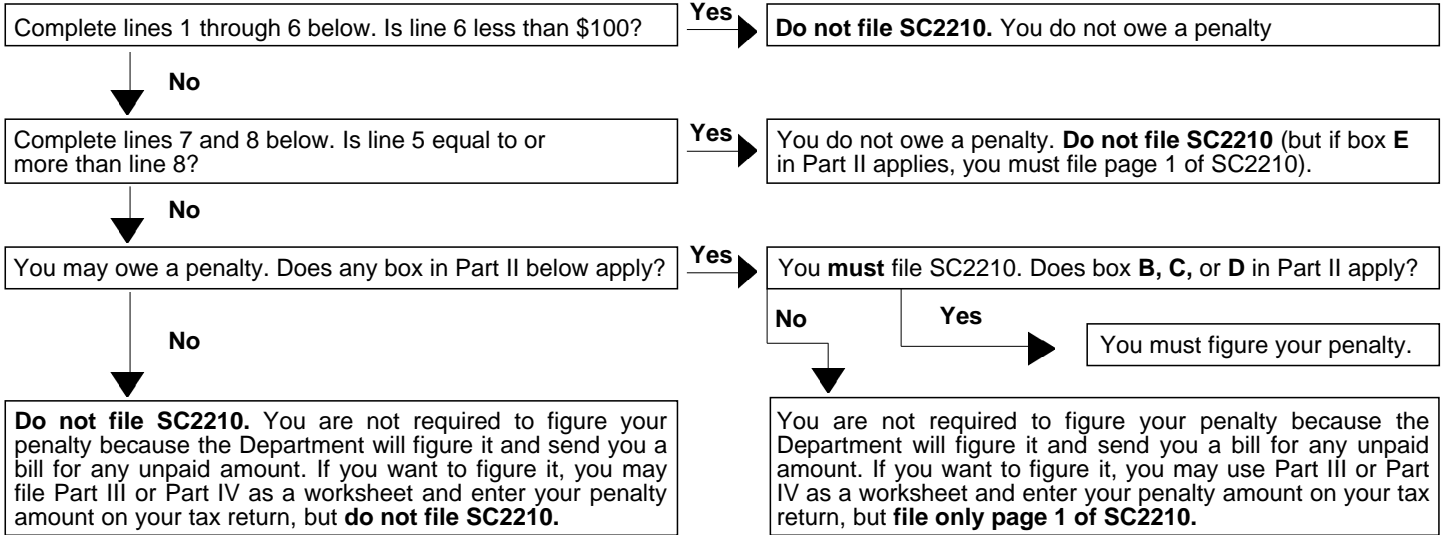 Complete lines 1 through 6 below. Is line 6 less than $100?
Yes
Do not file SC2210. You do not owe a penalty
No
Complete lines 7 and 8 below. Is line 5 equal to or
more than line 8?
Yes
You do not owe a penalty. Do not file SC2210 (but if box E
in Part II applies, you must file page 1 of SC2210).
No
You may owe a penalty. Does any box in Part II below apply?
Yes
You must file SC2210. Does box B, C, or D in Part II apply?
No
No
Yes
You must figure your penalty.
Do not file SC2210. You are not required to figure your
penalty because the Department will figure it and send you a
bill for any unpaid amount. If you want to figure it, you may
file Part III or Part IV as a worksheet and enter your penalty
amount on your tax return, but do not file SC2210.
You are not required to figure your penalty because the
Department will figure it and send you a bill for any unpaid
amount. If you want to figure it, you may use Part III or Part
IV as a worksheet and enter your penalty amount on your tax
return, but file only page 1 of SC2210.